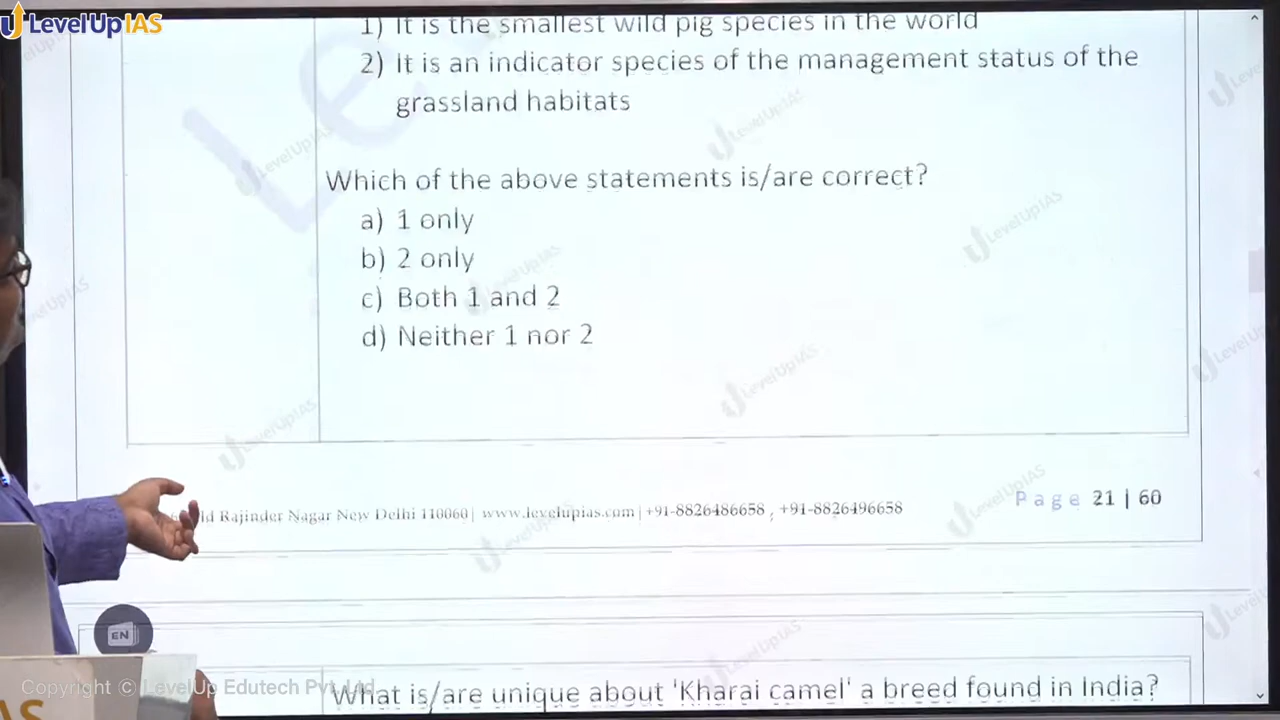 LevelUp IAS
1) It is the smallest wild pig species in the world
2) It is an indicator species of the management status of the
grassland habitats
Which of the above statements is/are correct?
a) 1 only
b) 2 only
c) Both 1 and 2
d) Neither 1 nor 2
Rajinder Nagar New Delhi 110060 | www.levelupias.com | +91-8826486658 , +91-8826496658
Page 21 | 60
EN
Copyright © LevelUp Edutech Pvt. Ltd
What is/are unique about 'Kharai camel' a breed found in India?